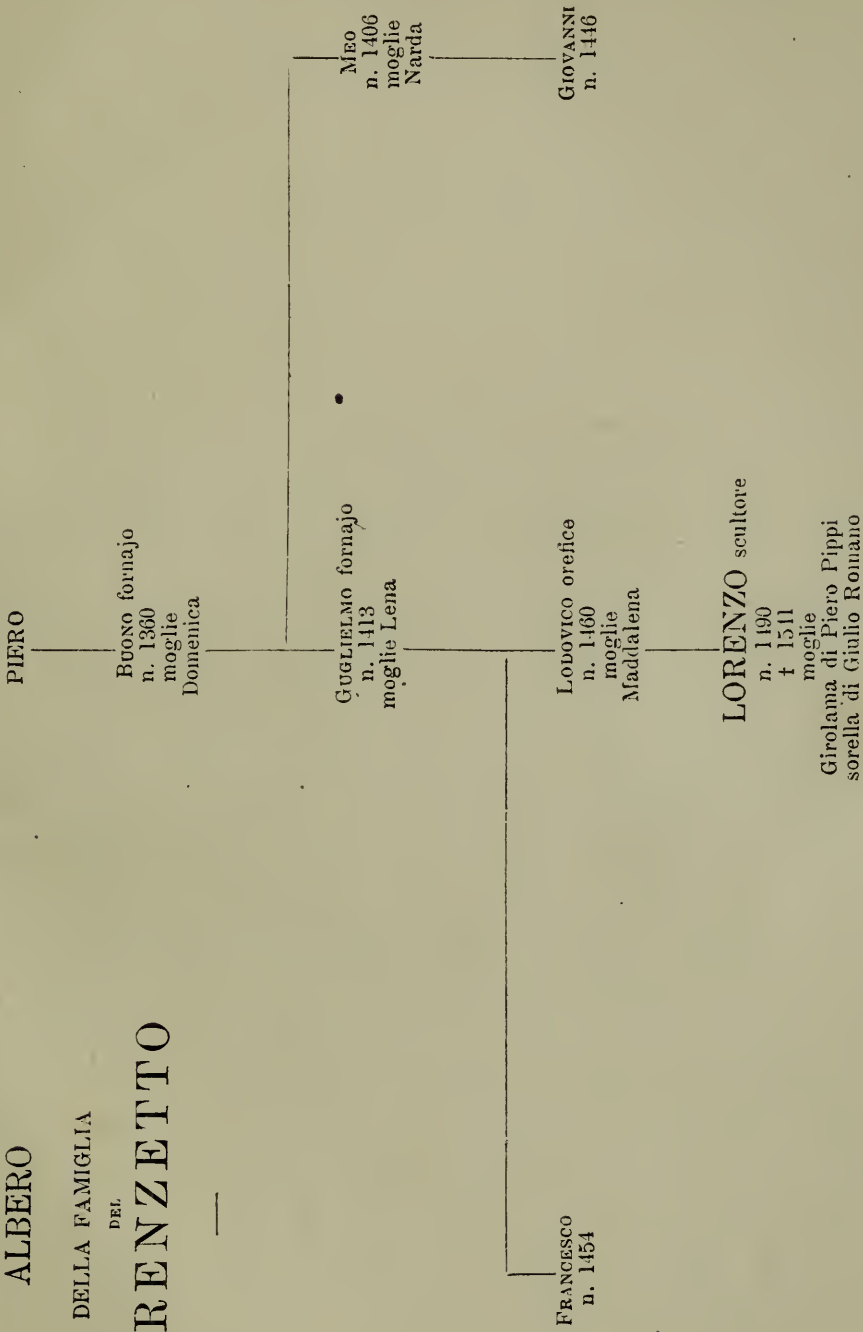 ALBERO
DELLA FAMIGLIA
DEL
RENZETTO
PIERO
BUONO fornajo
n. 1360
moglie
Domenica
GUGLIELMO fornajo
n. 1413
moglie Lena
MEO
n. 1406
moglie
Narda
FRANCESCO
n. 1454
LODOVICO orefice
n. 1460
moglie
Maddalena
GIOVANNI
n. 1446
LORENZO scultore
n. 1490
† 1541
moglie
Girolama di Piero Pippi
sorella di Giulio Romano